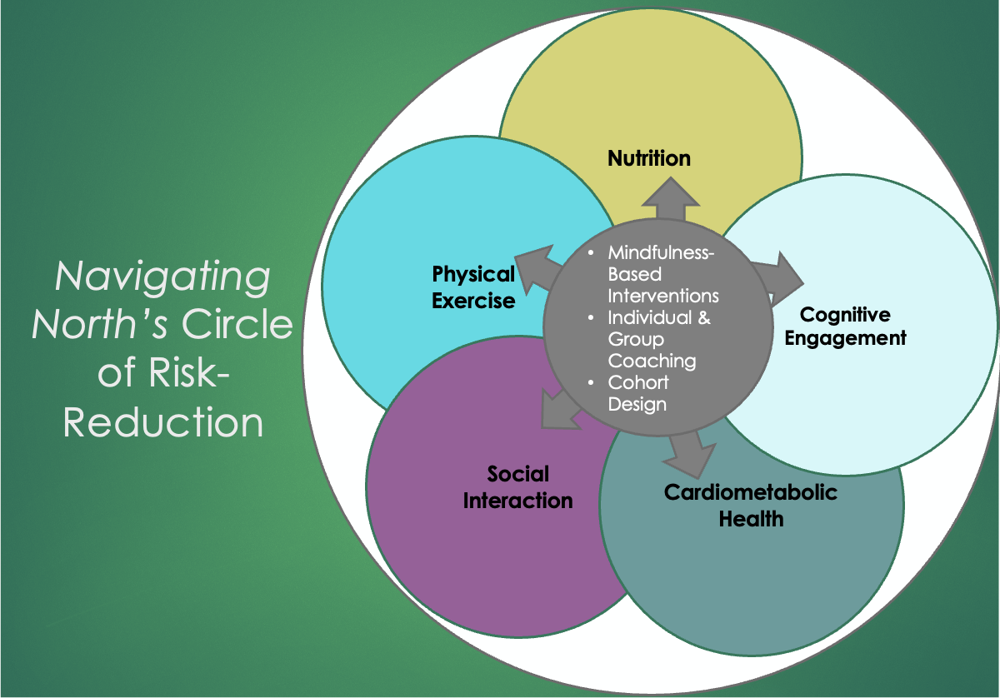 Navigating
North’s Circle
of Risk-
Reduction
Nutrition
Physical
Exercise
• Mindfulness-
Based
Interventions
• Individual &
Group
Coaching
• Cohort
Design
Cognitive
Engagement
Social
Interaction
Cardiometabolic
Health